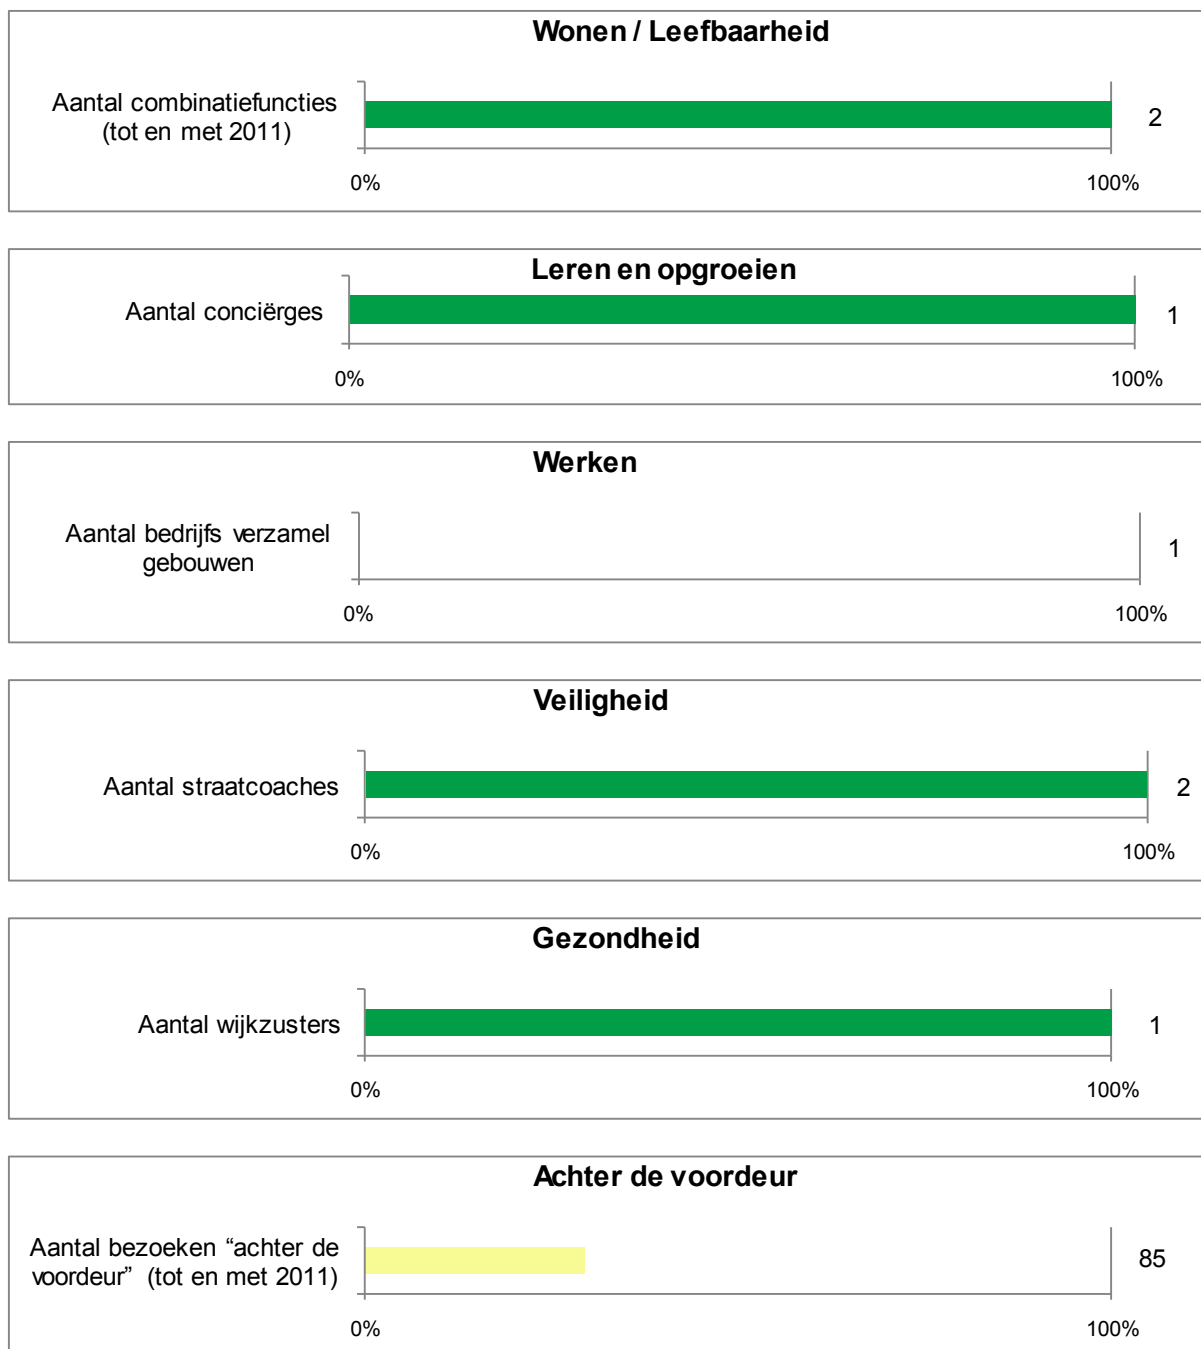 Wonen / Leefbaarheid
Aantal combinatiefuncties
(tot en met 2011)
2
0%
100%
Leren en opgroeien
Aantal conciërges
1
0%
100%
Werken
Aantal bedrijfs verzamel
gebouwen
1
0%
100%
Veiligheid
Aantal straatcoaches
2
0%
100%
Gezondheid
Aantal wijkzusters
1
0%
100%
Achter de voordeur
Aantal bezoeken “achter de
voordeur” (tot en met 2011)
85
0%
100%